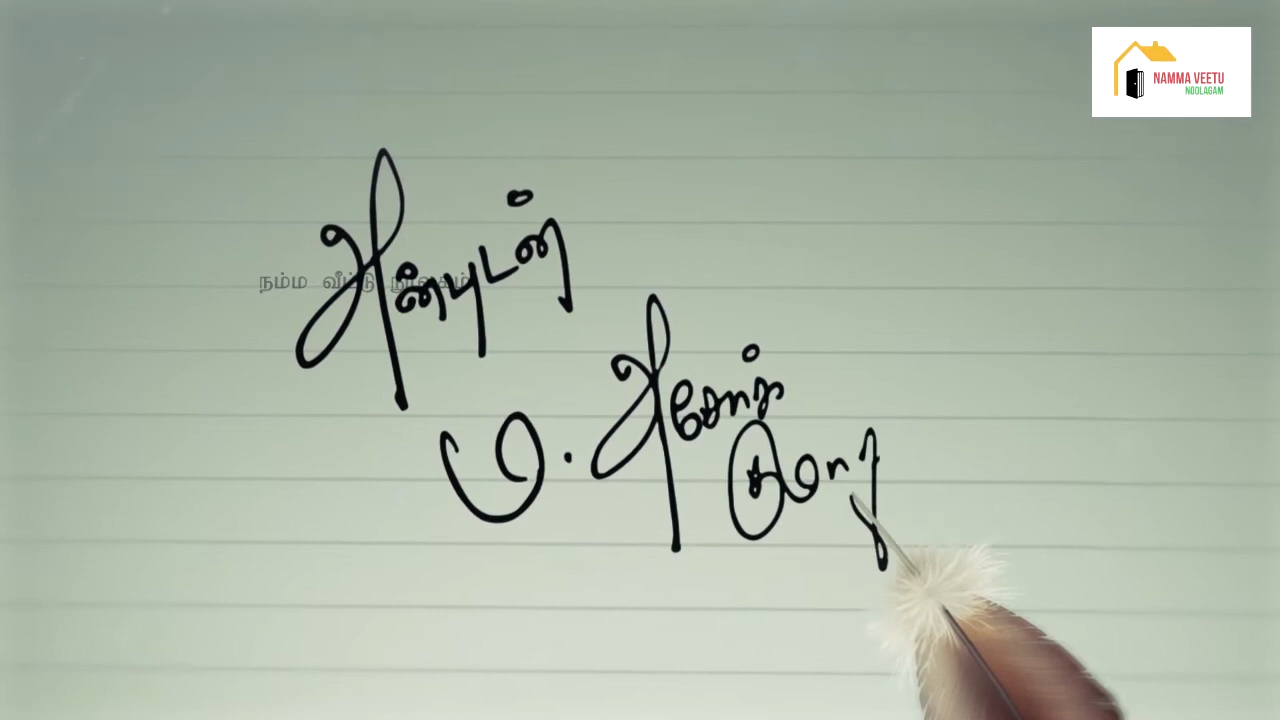 NAMMA VEETU
NOOLAGAM
அன்புடன்
நம்ம வீட்டு நூலகம்
ம. அசோக்
குமார்